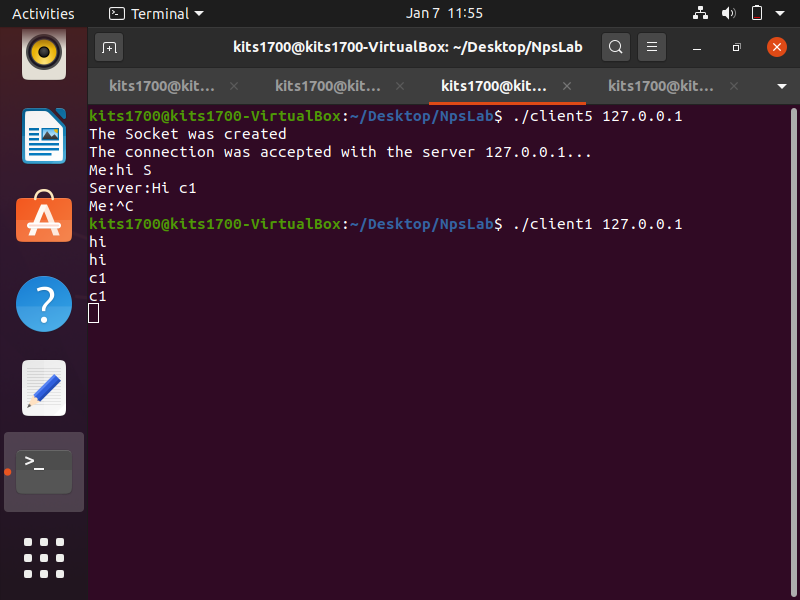 Activities
Terminal
Jan 7 11:55
kits1700@kits1700-VirtualBox: ~/Desktop/NpsLab
kits1700@kit... kits1700@kit... kits1700@kit... kits1700@kit...
kits1700@kits1700-VirtualBox:~/Desktop/NpsLab$ ./client5 127.0.0.1
The Socket was created
The connection was accepted with the server 127.0.0.1...
Me:hi S
Server:Hi c1
Me:^C
kits1700@kits1700-VirtualBox:~/Desktop/NpsLab$ ./client1 127.0.0.1
hi
hi
c1
c1